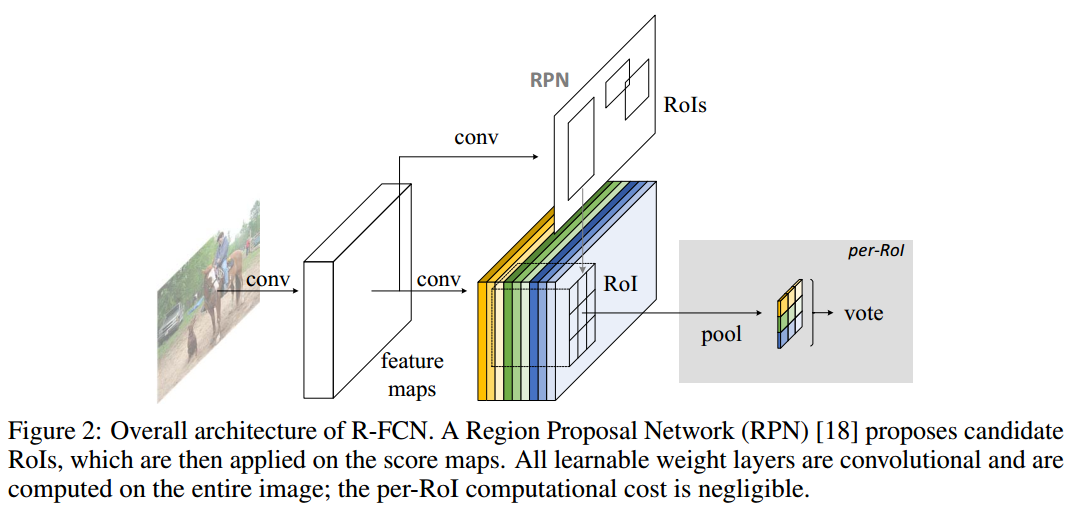 RPN
RoIs
conv
per-RoI
conv
conv
RoI
vote
pool
feature
maps
Figure 2: Overall architecture of R-FCN. A Region Proposal Network (RPN) [18] proposes candidate
RoIs, which are then applied on the score maps. All learnable weight layers are convolutional and are
computed on the entire image; the per-RoI computational cost is negligible.